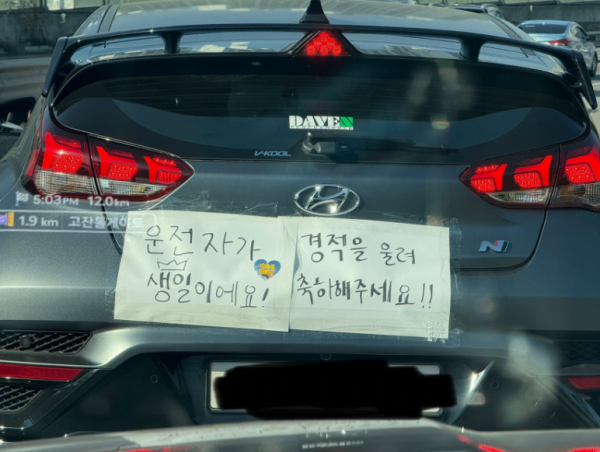 DAWE
V-KOOL
5:03PM 12.0km
1.9 km 고잔톨게이트
운전자가
생일이에요!
경적을 울려
축하해주세요!!
N